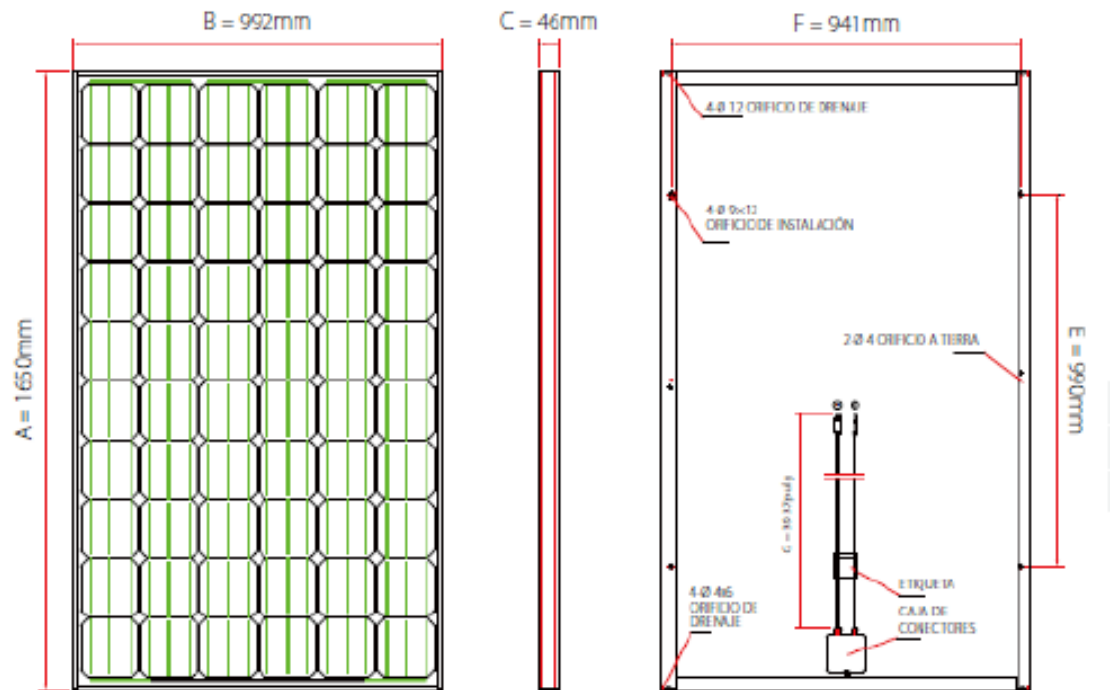 B = 992mm
C = 46mm
F = 941mm
A = 1650mm
4-Ø 12 ORIFICIO DE DRENAJE
4-Ø 9x12
ORIFICIO DE INSTALACIÓN
2-Ø 4 ORIFICIO A TIERRA
E = 990mm
G =
ETIQUETA
CAJA DE
CONECTORES
4-Ø 4x6
ORIFICIO DE
DRENAJE